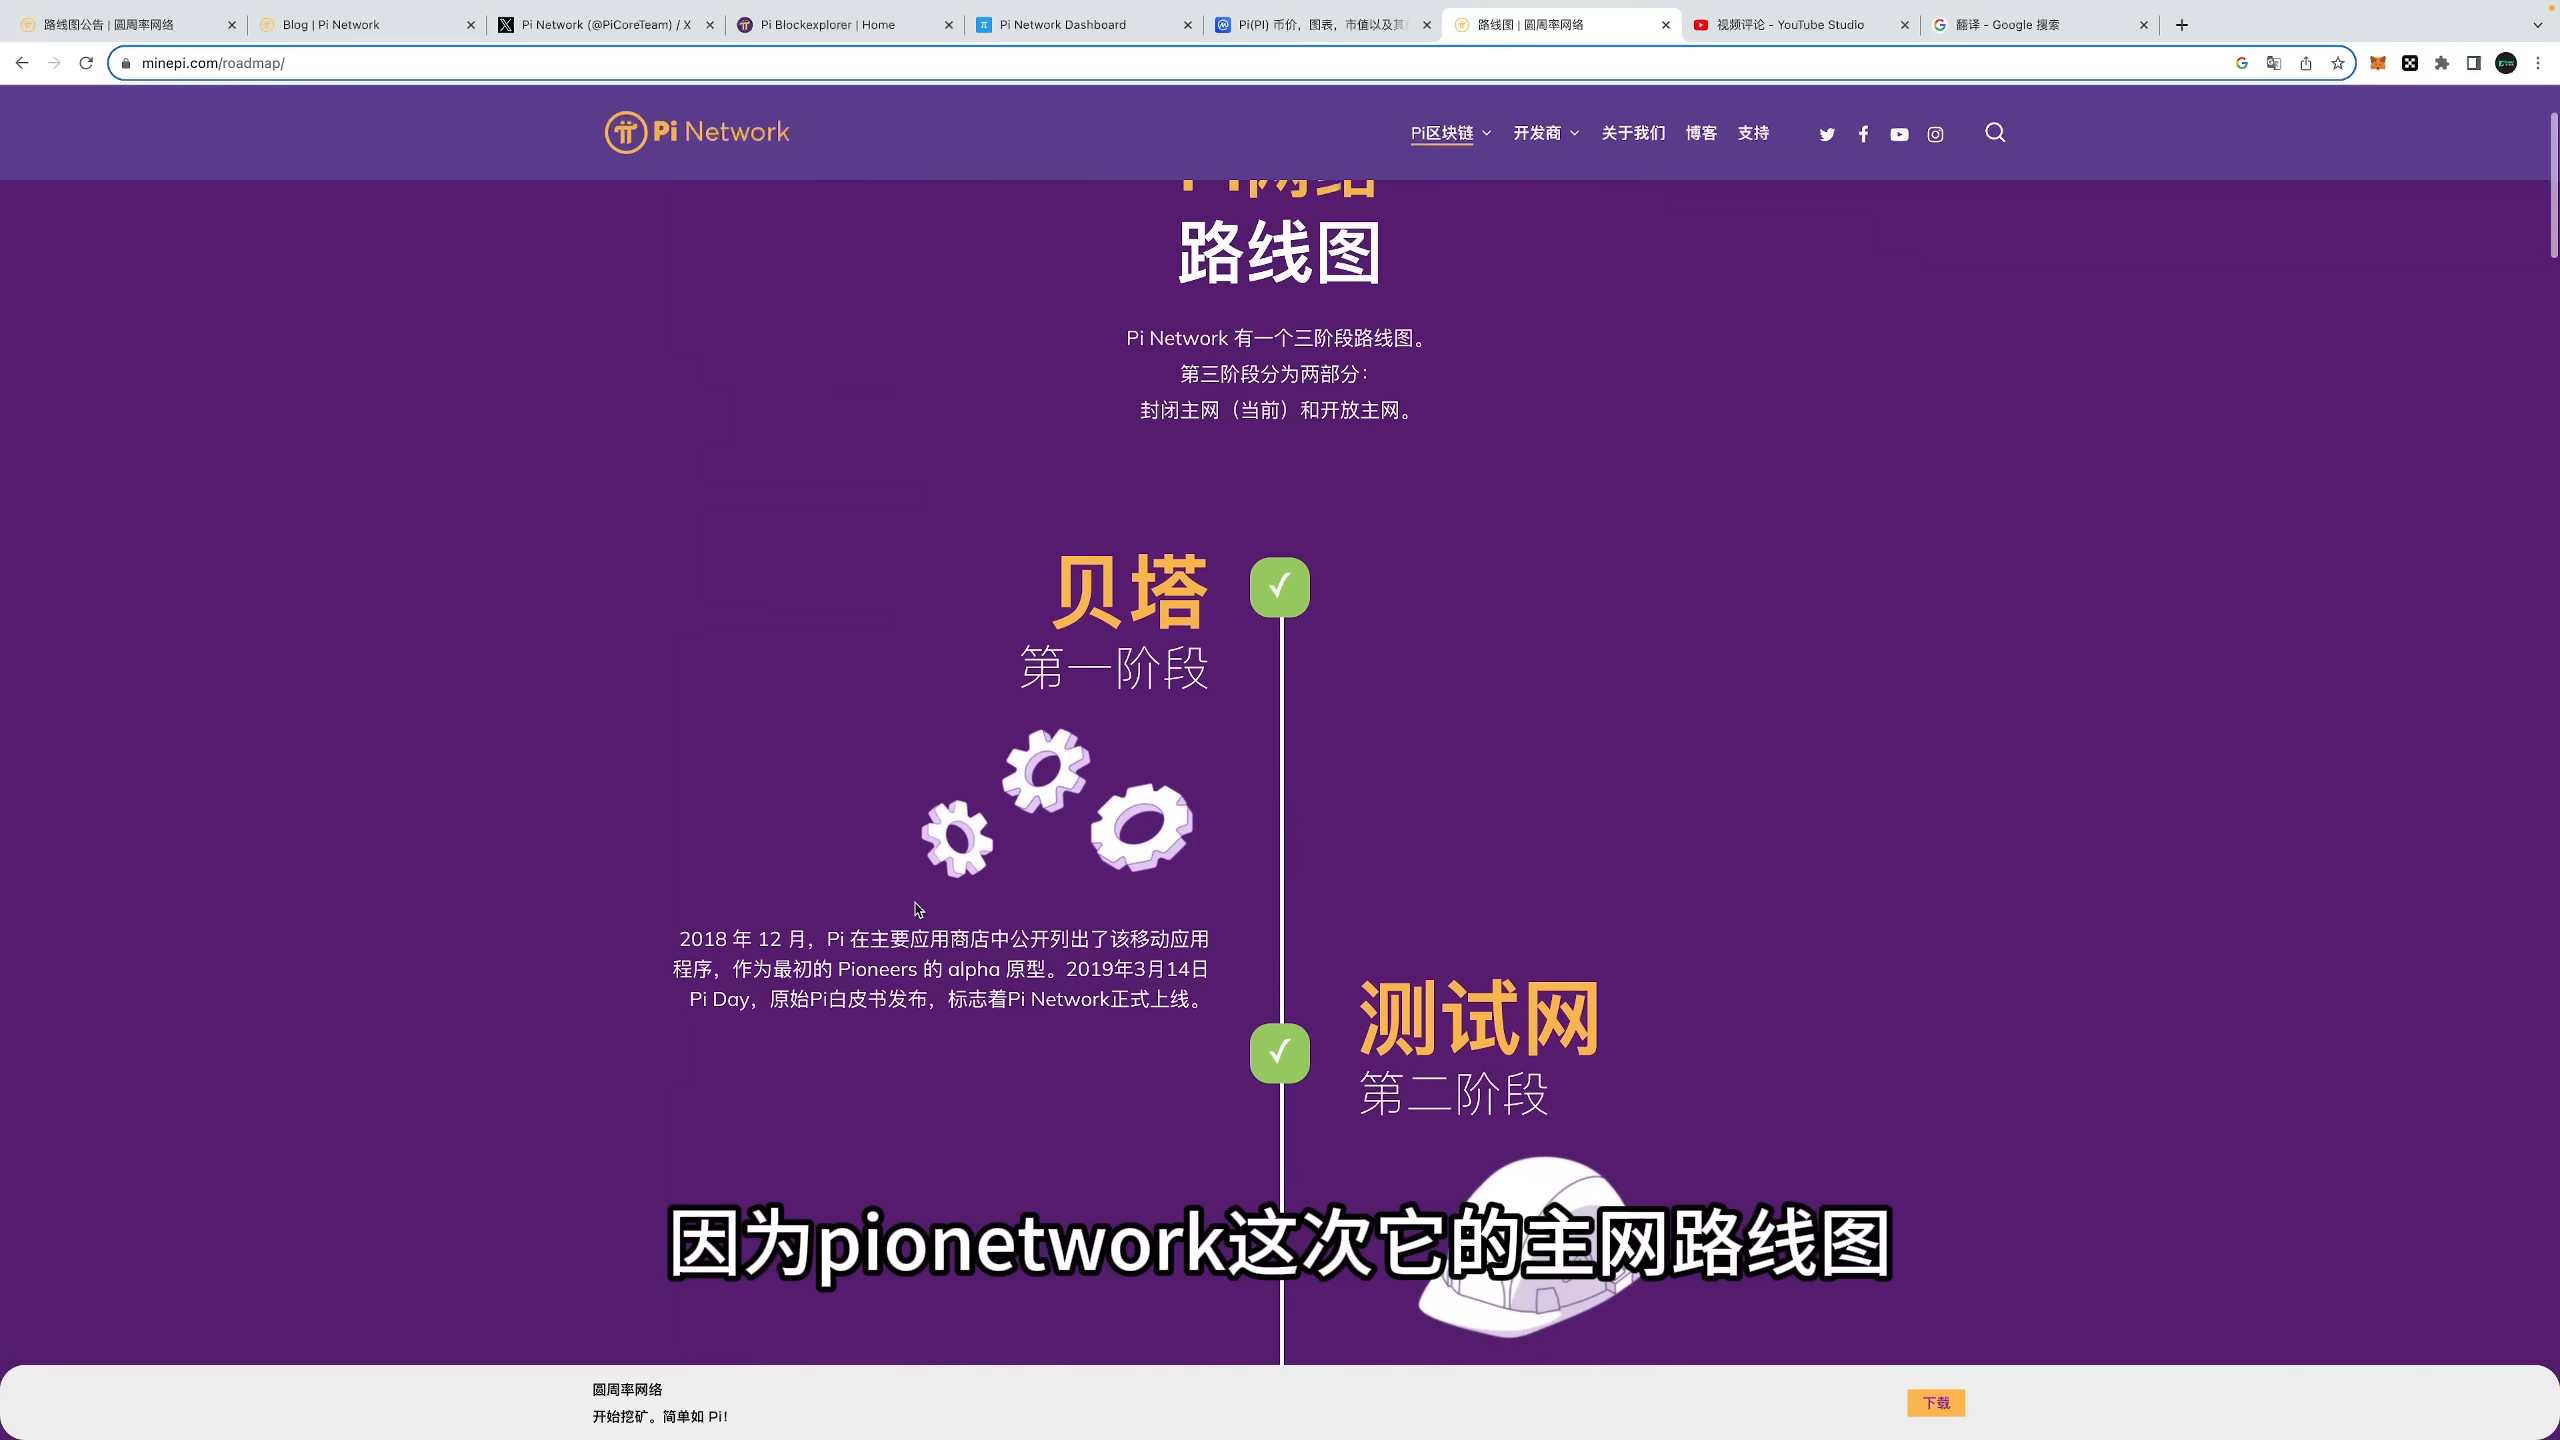 路线图公告 | 圆周率网络
Blog | Pi Network
Pi Network (@PiCoreTeam) / X
Pi Blockexplorer | Home
Pi Network Dashboard
Pi(PI) 币价，图表，市值以及其
路线图 | 圆周率网络
视频评论 - YouTube Studio
翻译 - Google 搜索
minepi.com/roadmap/
Pi Network
Pi区块链
开发商
关于我们
博客
支持
Pi网络
路线图
Pi Network 有一个三阶段路线图。
第三阶段分为两部分：
封闭主网（当前）和开放主网。
贝塔
第一阶段
2018 年 12 月，Pi 在主要应用商店中公开列出了该移动应用
程序，作为最初的 Pioneers 的 alpha 原型。2019年3月14日
Pi Day，原始Pi白皮书发布，标志着Pi Network正式上线。
测试网
第二阶段
因为pionetwork这次它的主网路线图
圆周率网络
开始挖矿。简单如 Pi！
下载